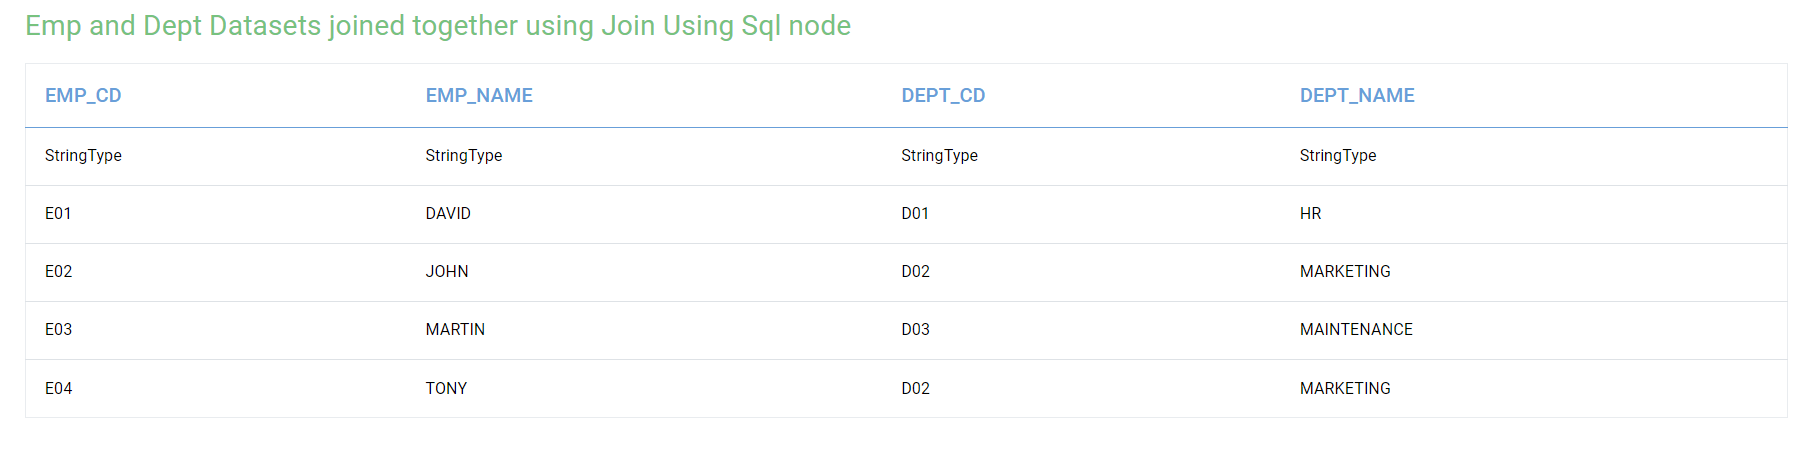 Emp and Dept Datasets joined together using Join Using Sql node
EMP_CD EMP_NAME DEPT_CD DEPT_NAME
StringType StringType StringType StringType
E01 DAVID D01 HR
E02 JOHN D02 MARKETING
E03 MARTIN D03 MAINTENANCE
E04 TONY D02 MARKETING